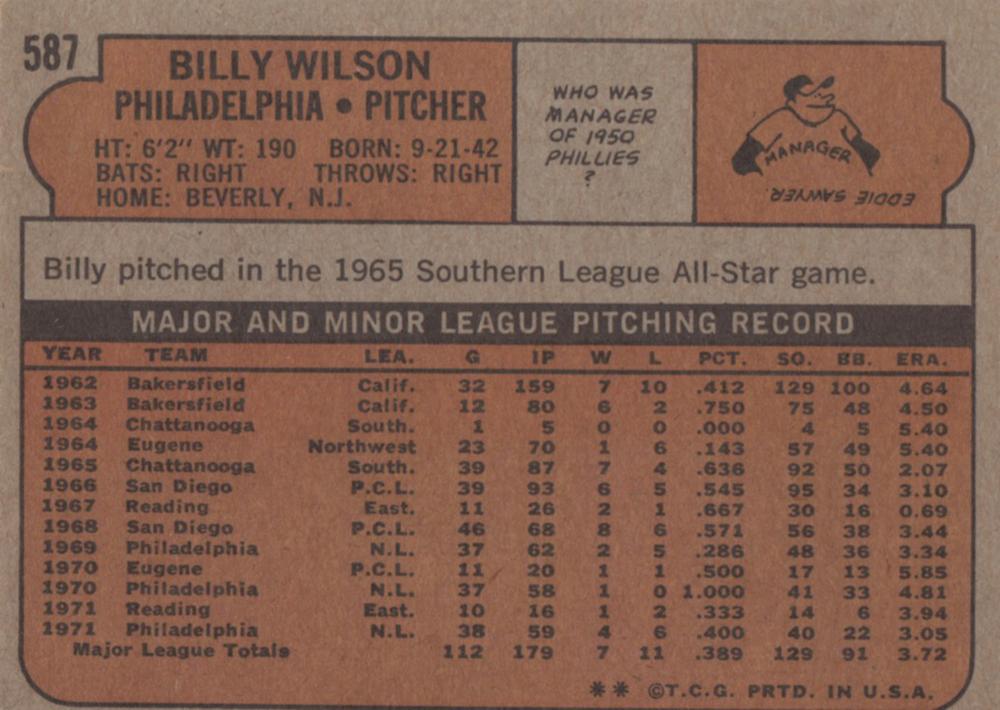 587
BILLY WILSON
PHILADELPHIA • PITCHER
HT: 6'2" WT: 190 BORN: 9-21-42
BATS: RIGHT THROWS: RIGHT
HOME: BEVERLY, N.J.
WHO WAS
MANAGER
OF 1950
PHILLIES
?
MANAGER
EDDIE SAWYER.
Billy pitched in the 1965 Southern League All-Star game.
MAJOR AND MINOR LEAGUE PITCHING RECORD
YEAR TEAM LEA. G IP W L PCT. SO. BB. ERA.
1962 Bakersfield Calif. 32 159 7 10 .412 129 100 4.64
1963 Bakersfield Calif. 12 80 6 2 .750 75 48 4.50
1964 Chattanooga South. 1 5 0 0 .000 4 5 5.40
1964 Eugene Northwest 23 70 1 6 .143 57 49 5.40
1965 Chattanooga South. 39 87 7 4 .636 92 50 2.07
1966 San Diego P.C.L. 39 93 6 5 .545 95 34 3.10
1967 Reading East. 11 26 2 1 .667 30 16 0.69
1968 San Diego P.C.L. 46 68 8 6 .571 56 38 3.44
1969 Philadelphia N.L. 37 62 2 5 .286 48 36 3.34
1970 Eugene P.C.L. 11 20 1 1 .500 17 13 5.85
1970 Philadelphia N.L. 37 58 1 0 1.000 41 33 4.81
1971 Reading East. 10 16 1 2 .333 14 6 3.94
1971 Philadelphia N.L. 38 59 4 6 .400 40 22 3.05
Major League Totals 112 179 7 11 .389 129 91 3.72
** ©T.C.G. PRTD. IN U.S.A.